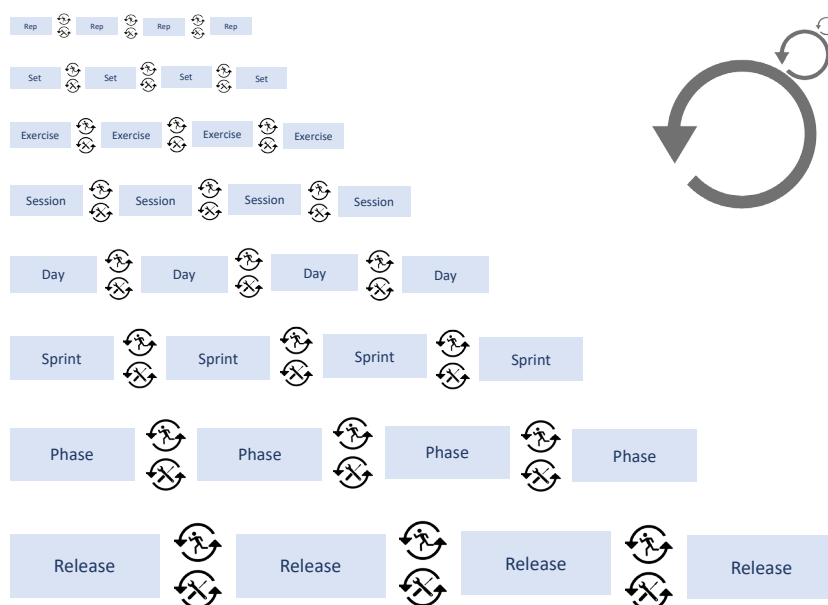 Rep Rep Rep Rep
Set Set Set Set
Exercise Exercise Exercise Exercise
Session Session Session Session
Day Day Day Day
Sprint Sprint Sprint Sprint
Phase Phase Phase Phase
Release Release Release Release